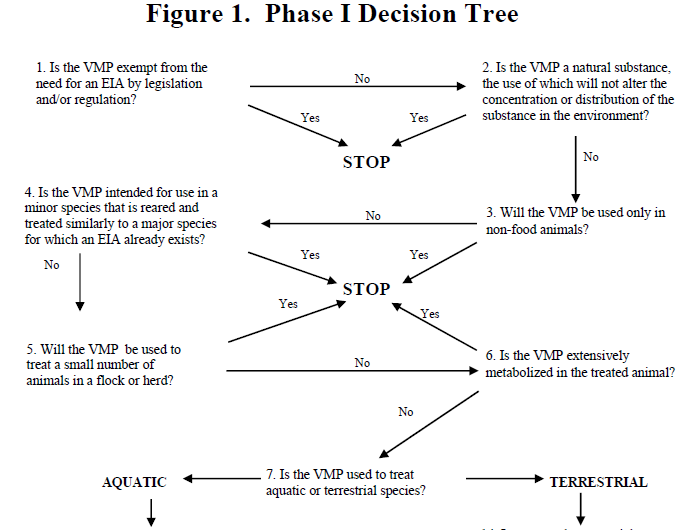 Figure 1. Phase I Decision Tree
1. Is the VMP exempt from the
need for an EIA by legislation
and/or regulation?
No
2. Is the VMP a natural substance,
the use of which will not alter the
concentration or distribution of the
substance in the environment?
Yes
Yes
STOP
No
4. Is the VMP intended for use in a
minor species that is reared and
treated similarly to a major species
for which an EIA already exists?
No
3. Will the VMP be used only in
non-food animals?
Yes
Yes
No
STOP
Yes
Yes
5. Will the VMP be used to
treat a small number of
animals in a flock or herd?
No
6. Is the VMP extensively
metabolized in the treated animal?
No
7. Is the VMP used to treat
aquatic or terrestrial species?
AQUATIC
TERRESTRIAL